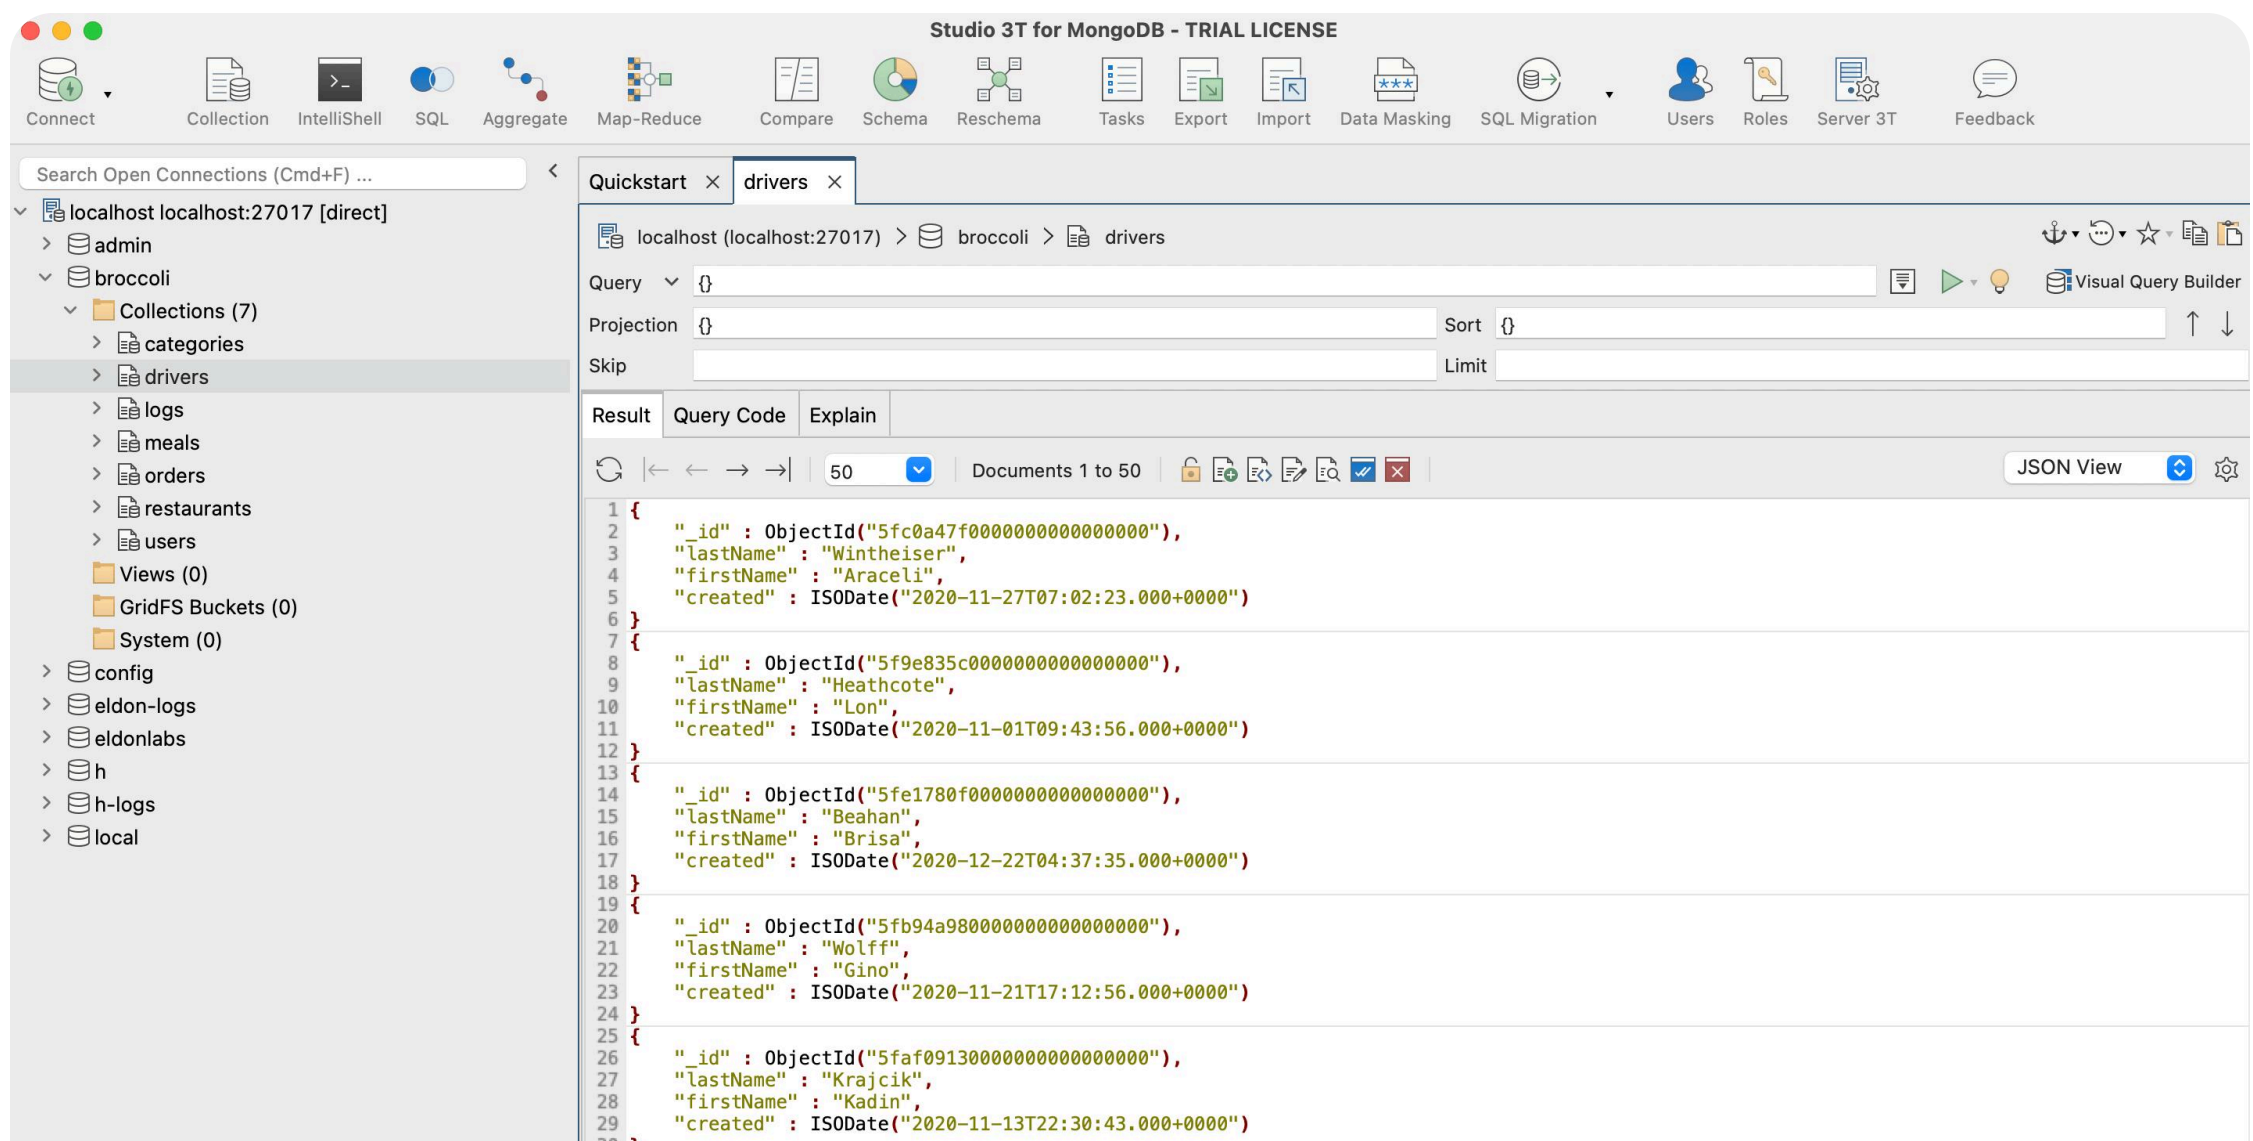 Studio 3T for MongoDB - TRIAL LICENSE
Connect Collection IntelliShell SQL Aggregate Map-Reduce Compare Schema Reschema Tasks Export Import Data Masking SQL Migration Users Roles Server 3T Feedback
Search Open Connections (Cmd+F) ...
localhost localhost:27017 [direct]
admin
broccoli
Collections (7)
categories
drivers
logs
meals
orders
restaurants
users
Views (0)
GridFS Buckets (0)
System (0)
config
eldon-logs
eldonlabs
h
h-logs
local
Quickstart drivers
localhost (localhost:27017) > broccoli > drivers
Query {} Visual Query Builder
Projection {} Sort {}
Skip Limit
Result Query Code Explain
50 Documents 1 to 50 JSON View
1 {
2 "_id" : ObjectId("5fc0a47f0000000000000000"),
3 "lastName" : "Wintheiser",
4 "firstName" : "Araceli",
5 "created" : ISODate("2020-11-27T07:02:23.000+0000")
6 }
7 {
8 "_id" : ObjectId("5f9e835c0000000000000000"),
9 "lastName" : "Heathcote",
10 "firstName" : "Lon",
11 "created" : ISODate("2020-11-01T09:43:56.000+0000")
12 }
13 {
14 "_id" : ObjectId("5fe1780f0000000000000000"),
15 "lastName" : "Beahan",
16 "firstName" : "Brisa",
17 "created" : ISODate("2020-12-22T04:37:35.000+0000")
18 }
19 {
20 "_id" : ObjectId("5fb94a980000000000000000"),
21 "lastName" : "Wolff",
22 "firstName" : "Gino",
23 "created" : ISODate("2020-11-21T17:12:56.000+0000")
24 }
25 {
26 "_id" : ObjectId("5faf09130000000000000000"),
27 "lastName" : "Krajcik",
28 "firstName" : "Kadin",
29 "created" : ISODate("2020-11-13T22:30:43.000+0000")